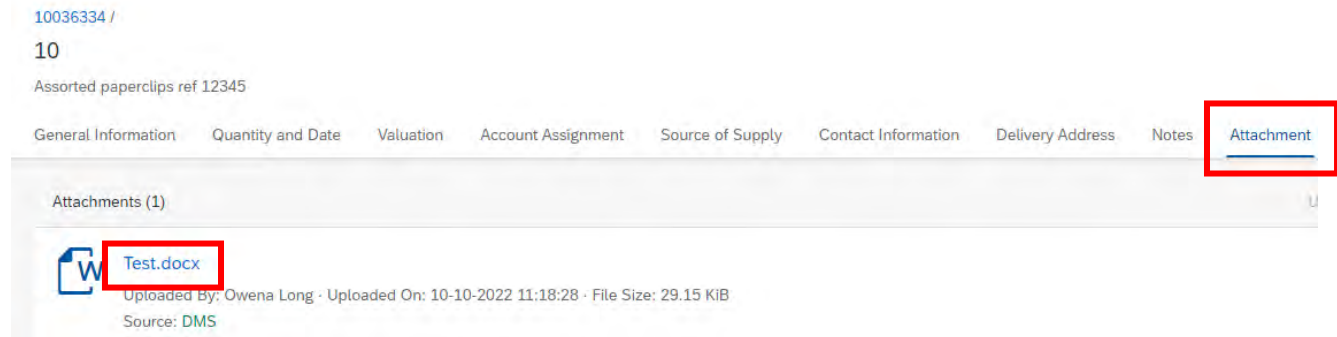 10036334 /
10
Assorted paperclips ref 12345
General Information Quantity and Date Valuation Account Assignment Source of Supply Contact Information Delivery Address Notes Attachment
Attachments (1)
W
Test.docx
Uploaded By: Owena Long · Uploaded On: 10-10-2022 11:18:28 · File Size: 29.15 KiB
Source: DMS